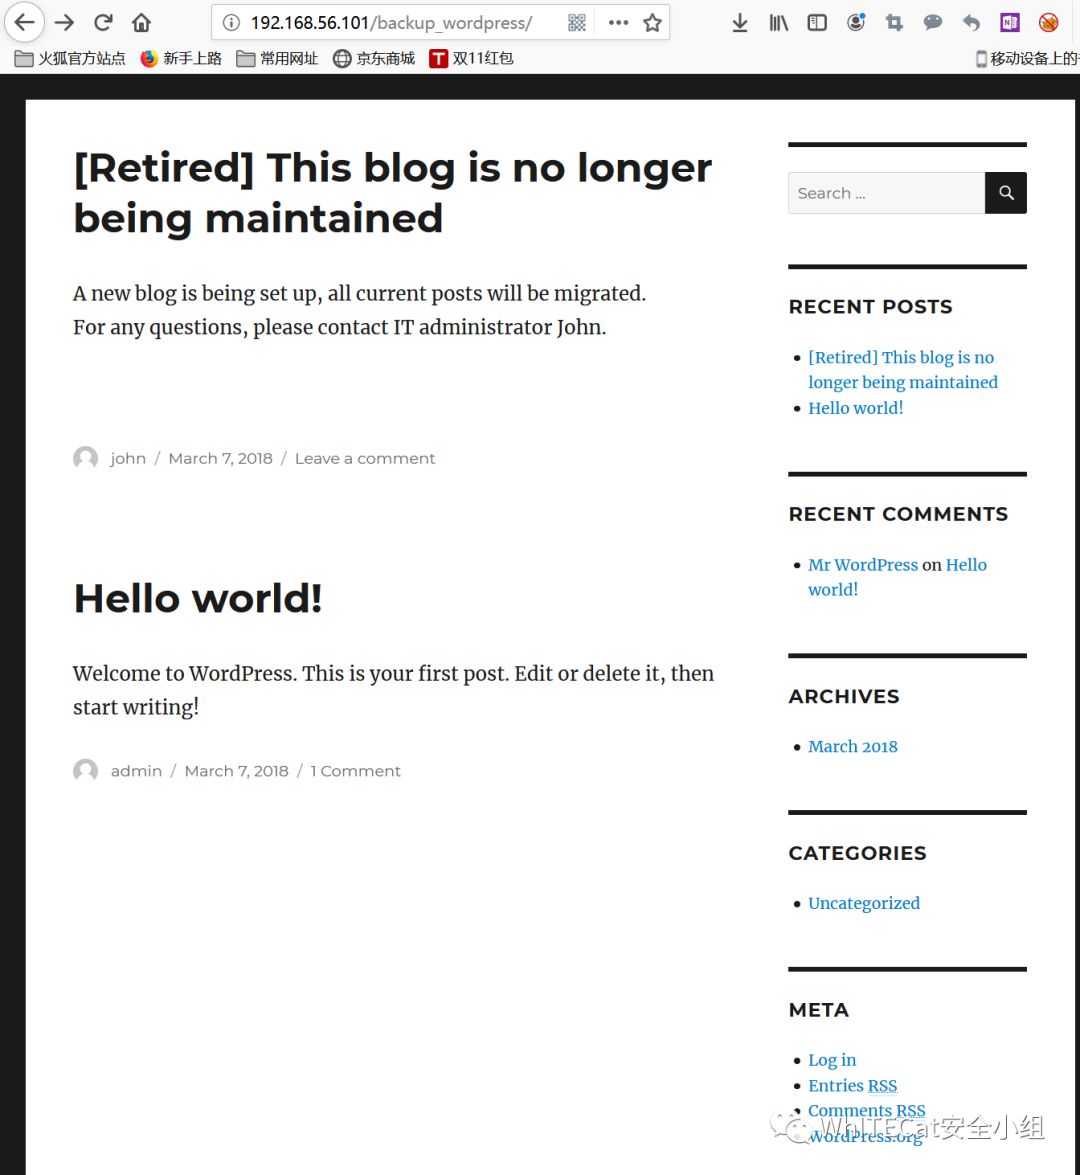 192.168.56.101/backup_wordpress/
火狐官方站点 新手上路 常用网址 京东商城 双11红包 移动设备上的
[Retired] This blog is no longer
being maintained
A new blog is being set up, all current posts will be migrated.
For any questions, please contact IT administrator John.
john / March 7, 2018 / Leave a comment
Hello world!
Welcome to WordPress. This is your first post. Edit or delete it, then
start writing!
admin / March 7, 2018 / 1 Comment
Search ...
RECENT POSTS
[Retired] This blog is no
longer being maintained
Hello world!
RECENT COMMENTS
Mr WordPress on Hello
world!
ARCHIVES
March 2018
CATEGORIES
Uncategorized
META
Log in
Entries RSS
Comments RSS
WordPress.org
WhITECat安全小组